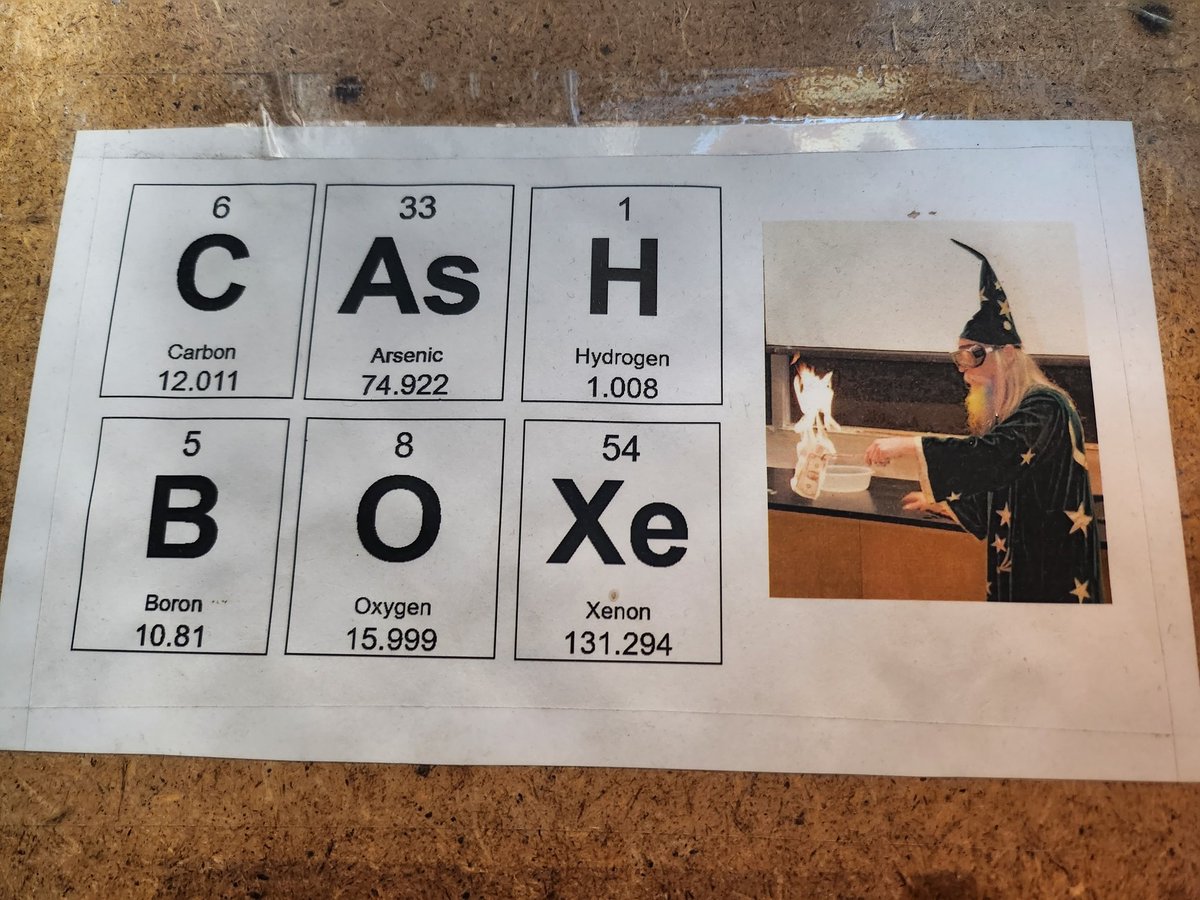 6 33 1
C As H
Carbon Arsenic Hydrogen
12.011 74.922 1.008
5 8 54
B O Xe
Boron Oxygen Xenon
10.81 15.999 131.294